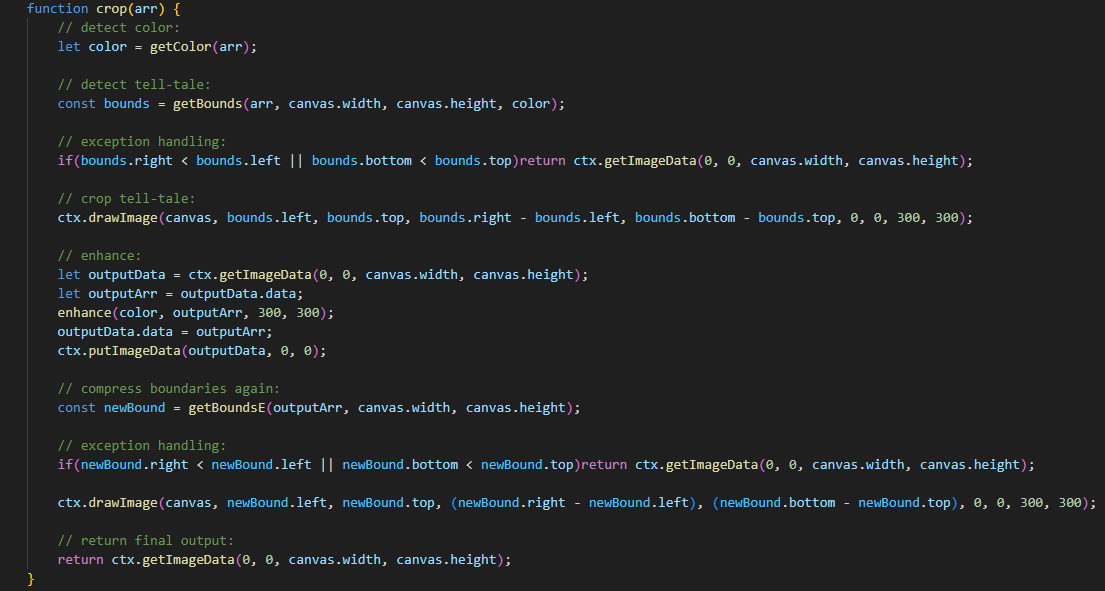 function crop(arr) {
    // detect color:
    let color = getColor(arr);

    // detect tell-tale:
    const bounds = getBounds(arr, canvas.width, canvas.height, color);

    // exception handling:
    if(bounds.right < bounds.left || bounds.bottom < bounds.top)return ctx.getImageData(0, 0, canvas.width, canvas.height);

    // crop tell-tale:
    ctx.drawImage(canvas, bounds.left, bounds.top, bounds.right - bounds.left, bounds.bottom - bounds.top, 0, 0, 300, 300);

    // enhance:
    let outputData = ctx.getImageData(0, 0, canvas.width, canvas.height);
    let outputArr = outputData.data;
    enhance(color, outputArr, 300, 300);
    outputData.data = outputArr;
    ctx.putImageData(outputData, 0, 0);

    // compress boundaries again:
    const newBound = getBoundsE(outputArr, canvas.width, canvas.height);

    // exception handling:
    if(newBound.right < newBound.left || newBound.bottom < newBound.top)return ctx.getImageData(0, 0, canvas.width, canvas.height);

    ctx.drawImage(canvas, newBound.left, newBound.top, (newBound.right - newBound.left), (newBound.bottom - newBound.top), 0, 0, 300, 300);

    // return final output:
    return ctx.getImageData(0, 0, canvas.width, canvas.height);
}